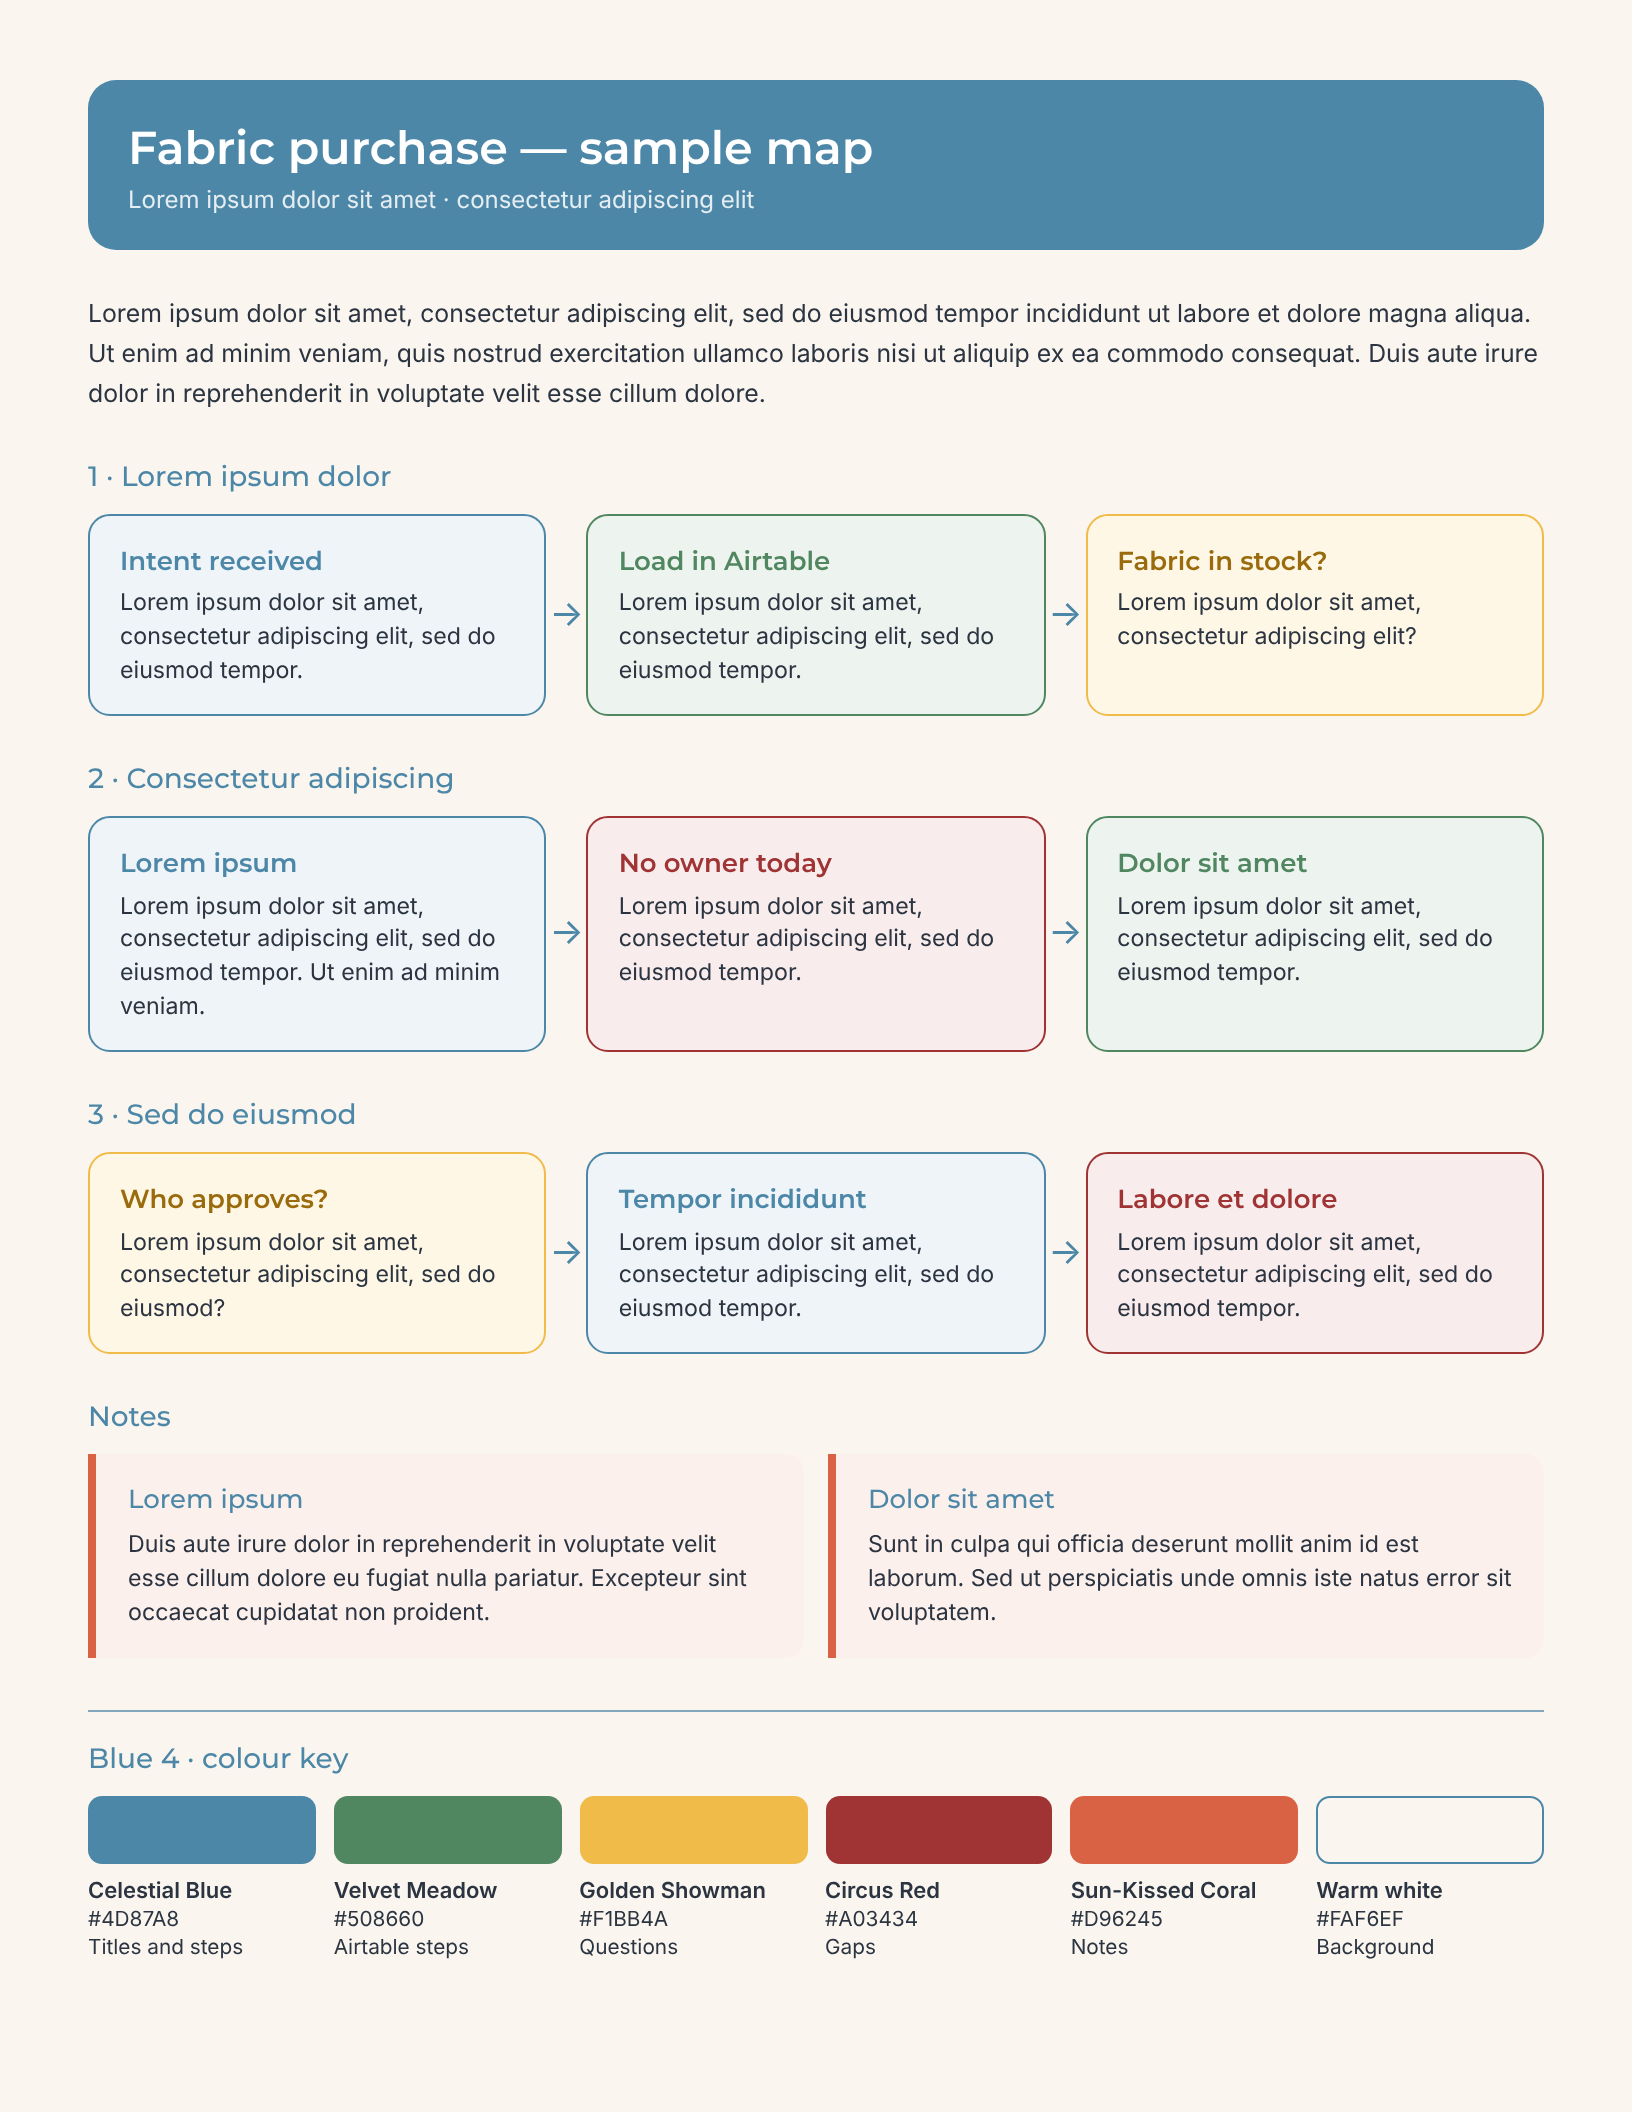 Fabric purchase — sample map
Lorem ipsum dolor sit amet · consectetur adipiscing elit
Lorem ipsum dolor sit amet, consectetur adipiscing elit, sed do eiusmod tempor incididunt ut labore et dolore magna aliqua.
Ut enim ad minim veniam, quis nostrud exercitation ullamco laboris nisi ut aliquip ex ea commodo consequat. Duis aute irure
dolor in reprehenderit in voluptate velit esse cillum dolore.
1 · Lorem ipsum dolor
Intent received
Lorem ipsum dolor sit amet,
consectetur adipiscing elit, sed do
eiusmod tempor.
→
Load in Airtable
Lorem ipsum dolor sit amet,
consectetur adipiscing elit, sed do
eiusmod tempor.
→
Fabric in stock?
Lorem ipsum dolor sit amet,
consectetur adipiscing elit?
2 · Consectetur adipiscing
Lorem ipsum
Lorem ipsum dolor sit amet,
consectetur adipiscing elit, sed do
eiusmod tempor. Ut enim ad minim
veniam.
→
No owner today
Lorem ipsum dolor sit amet,
consectetur adipiscing elit, sed do
eiusmod tempor.
→
Dolor sit amet
Lorem ipsum dolor sit amet,
consectetur adipiscing elit, sed do
eiusmod tempor.
3 · Sed do eiusmod
Who approves?
Lorem ipsum dolor sit amet,
consectetur adipiscing elit, sed do
eiusmod?
→
Tempor incididunt
Lorem ipsum dolor sit amet,
consectetur adipiscing elit, sed do
eiusmod tempor.
→
Labore et dolore
Lorem ipsum dolor sit amet,
consectetur adipiscing elit, sed do
eiusmod tempor.
Notes
Lorem ipsum
Duis aute irure dolor in reprehenderit in voluptate velit
esse cillum dolore eu fugiat nulla pariatur. Excepteur sint
occaecat cupidatat non proident.
Dolor sit amet
Sunt in culpa qui officia deserunt mollit anim id est
laborum. Sed ut perspiciatis unde omnis iste natus error sit
voluptatem.
Blue 4 · colour key
Celestial Blue
#4D87A8
Titles and steps
Velvet Meadow
#508660
Airtable steps
Golden Showman
#F1BB4A
Questions
Circus Red
#A03434
Gaps
Sun-Kissed Coral
#D96245
Notes
Warm white
#FAF6EF
Background